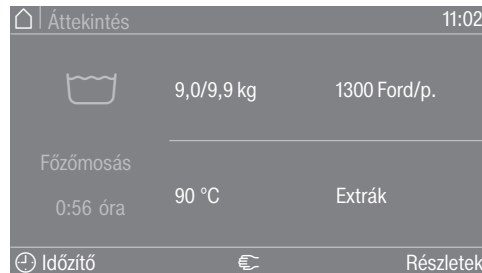 Áttekintés 11:02
9,0/9,9 kg 1300 Ford/p.
Főzőmosás
0:56 óra
90 °C Extrák
Időzítő Részletek